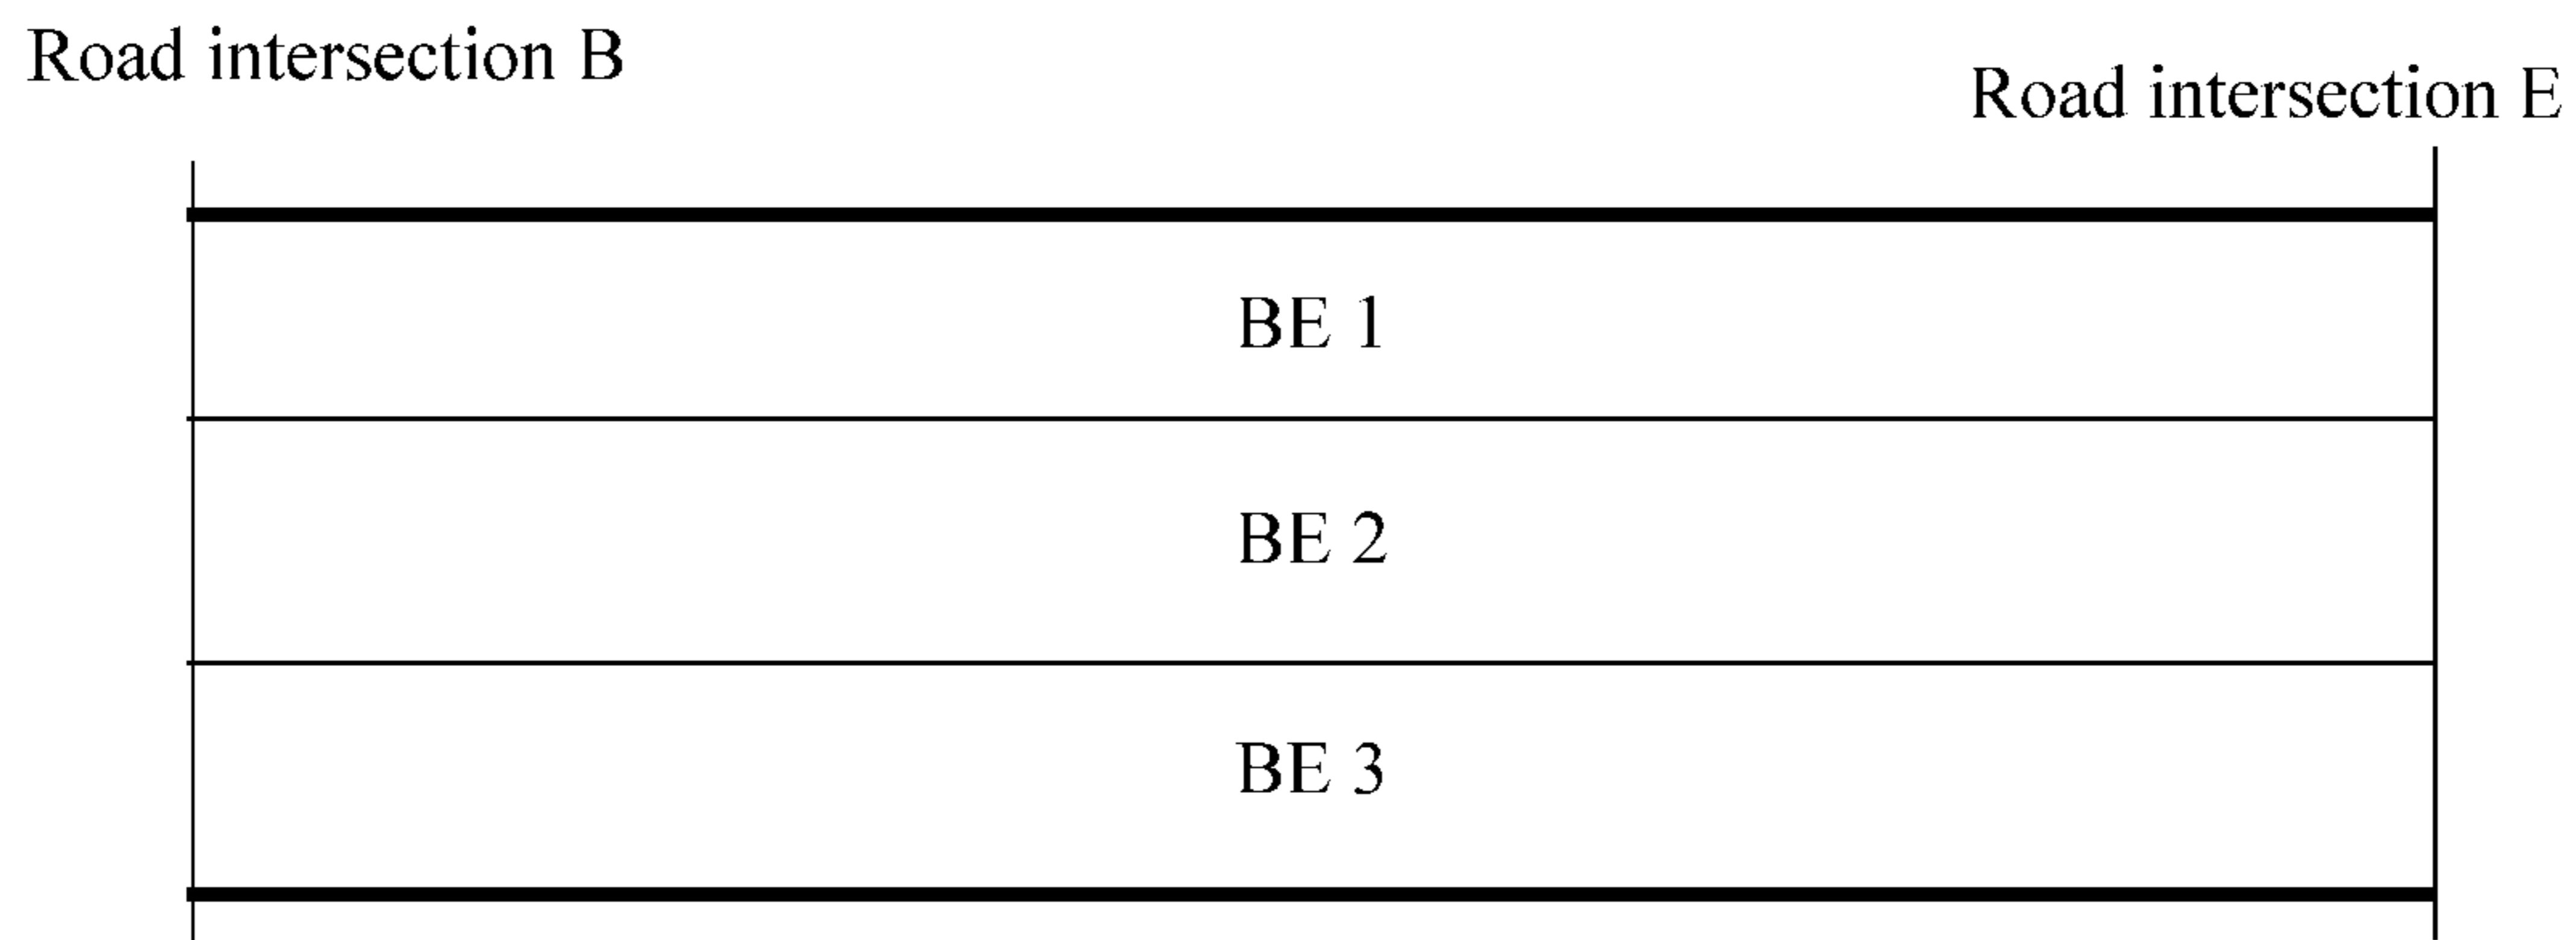 Road intersection B
Road intersection E
BE 1
BE 2
BE 3